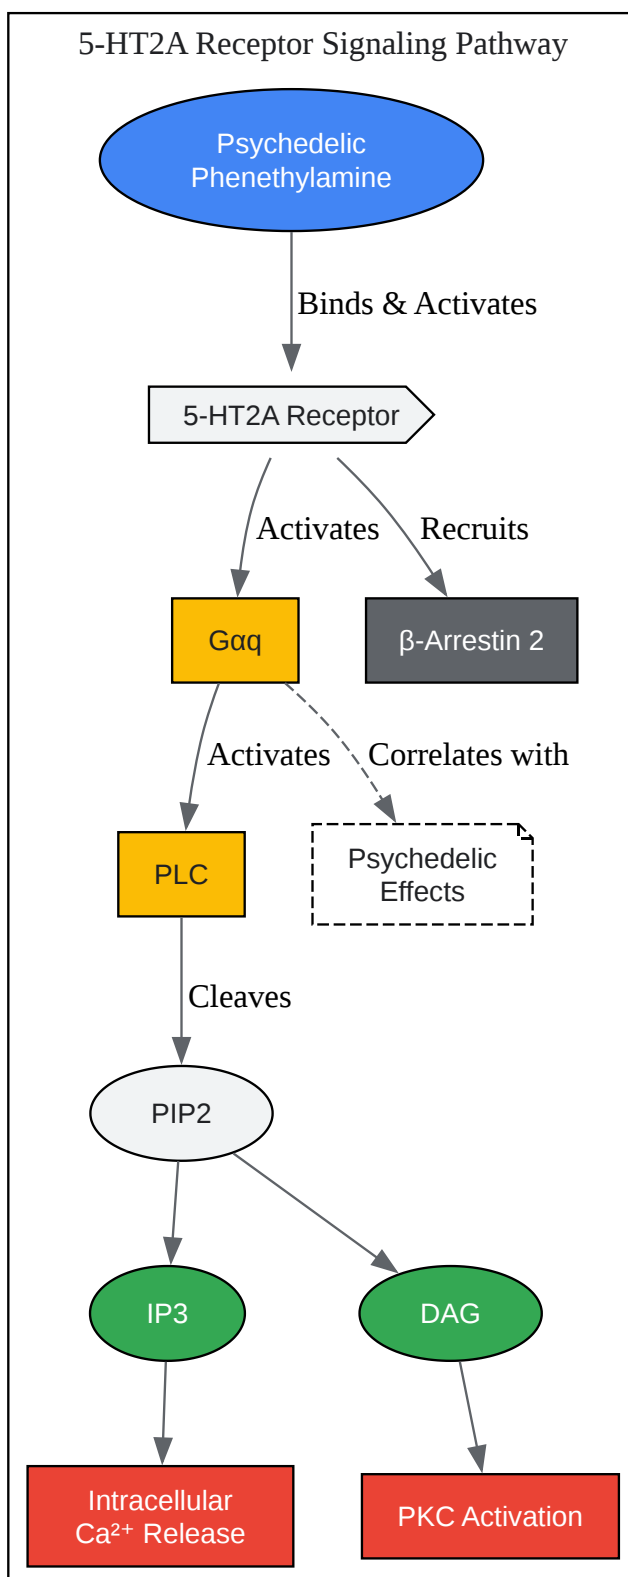 5-HT2A Receptor Signaling Pathway
Psychedelic
Phenethylamine
Binds & Activates
5-HT2A Receptor
Activates
Recruits
Gαq
β-Arrestin 2
Activates
Correlates with
PLC
Psychedelic
Effects
Cleaves
PIP2
IP3
DAG
Intracellular
Ca²⁺ Release
PKC Activation